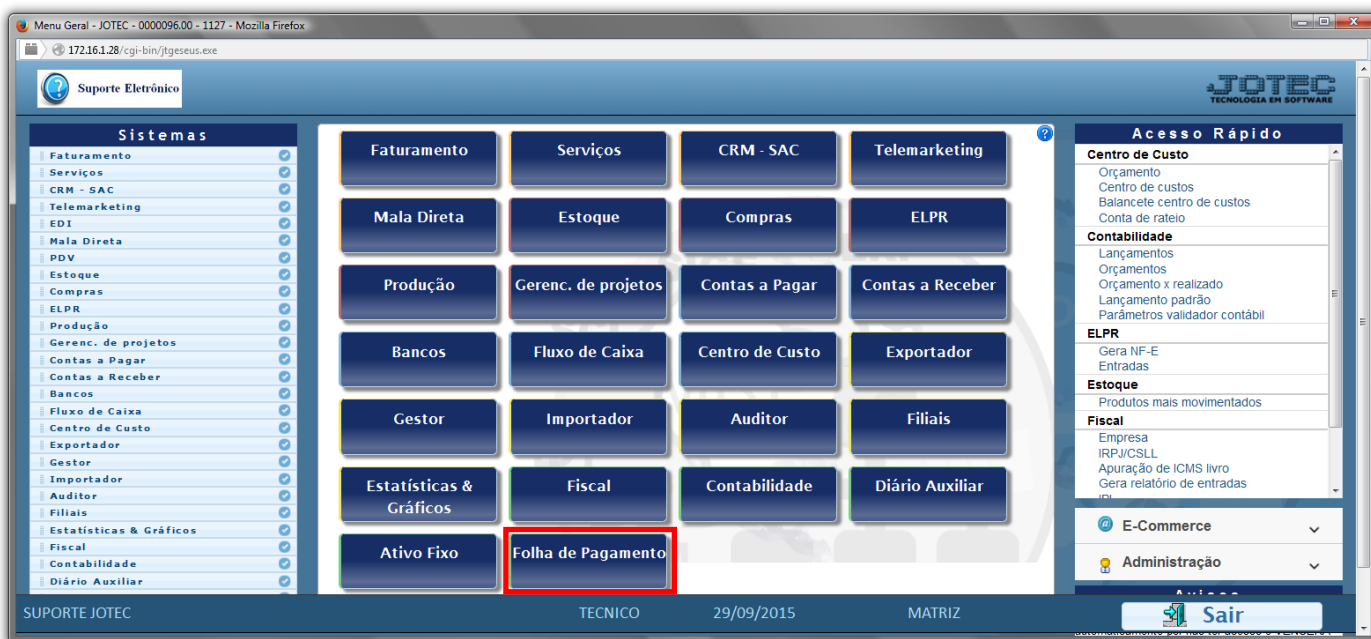 Menu Geral - JOTEC - 0000096.00 - 1127 - Mozilla Firefox
172.16.1.28/cgi-bin/jtgeseus.exe
Suporte Eletrônico
JOTEC
TECNOLOGIA EM SOFTWARE
Sistemas
Faturamento
Serviços
CRM - SAC
Telemarketing
EDI
Mala Direta
PDV
Estoque
Compras
ELPR
Produção
Gerenc. de projetos
Contas a Pagar
Contas a Receber
Bancos
Fluxo de Caixa
Centro de Custo
Exportador
Gestor
Importador
Auditor
Filiais
Estatísticas & Gráficos
Fiscal
Contabilidade
Diário Auxiliar
Faturamento
Serviços
CRM - SAC
Telemarketing
Mala Direta
Estoque
Compras
ELPR
Produção
Gerenc. de projetos
Contas a Pagar
Contas a Receber
Bancos
Fluxo de Caixa
Centro de Custo
Exportador
Gestor
Importador
Auditor
Filiais
Estatísticas &
Gráficos
Fiscal
Contabilidade
Diário Auxiliar
Ativo Fixo
Folha de Pagamento
Acesso Rápido
Centro de Custo
Orçamento
Centro de custos
Balancete centro de custos
Conta de rateio
Contabilidade
Lançamentos
Orçamentos
Orçamento x realizado
Lançamento padrão
Parâmetros validador contábil
ELPR
Gera NF-E
Entradas
Estoque
Produtos mais movimentados
Fiscal
Empresa
IRPJ/CSLL
Apuração de ICMS livro
Gera relatório de entradas
IPI
E-Commerce
Administração
Avisos
SUPORTE JOTEC
TECNICO
29/09/2015
MATRIZ
Sair